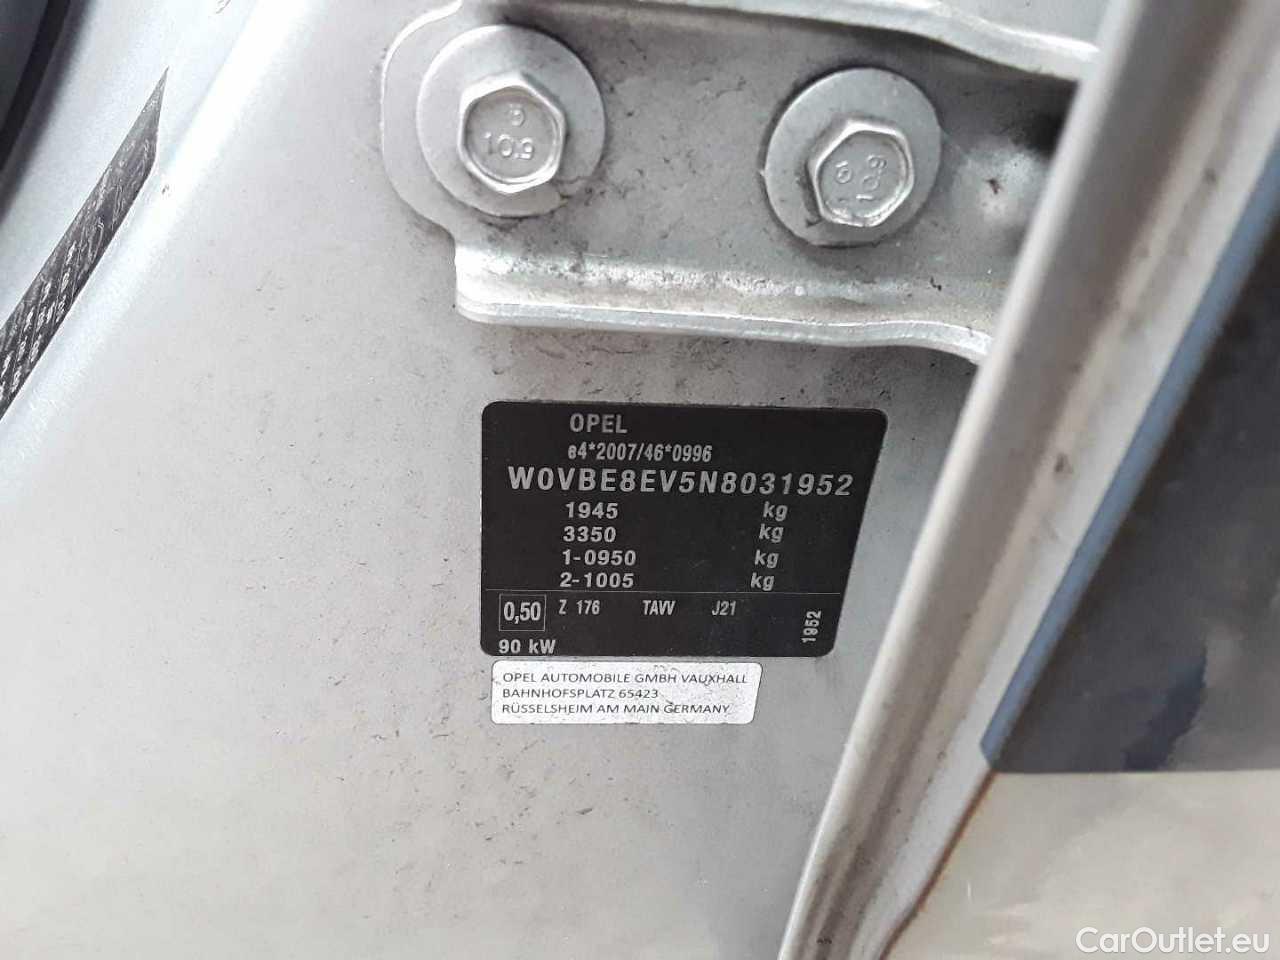 10.9
10.9
OPEL
e4*2007/46*0996
W0VBE8EV5N8031952
1945 kg
3350 kg
1-0950 kg
2-1005 kg
0,50 Z 176 TAVV J21
1952
90 kW
OPEL AUTOMOBILE GMBH VAUXHALL
BAHNHOFSPLATZ 65423
RÜSSELSHEIM AM MAIN GERMANY
CarOutlet.eu